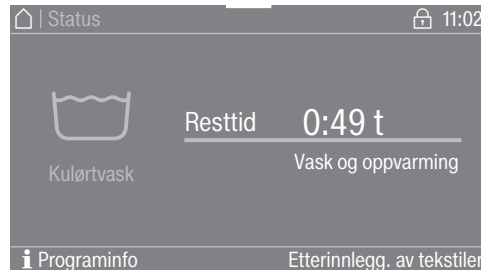 | Status 11:02
Resttid 0:49 t
Vask og oppvarming
Kulørtvask
Programinfo Etterinnlegg. av tekstiler